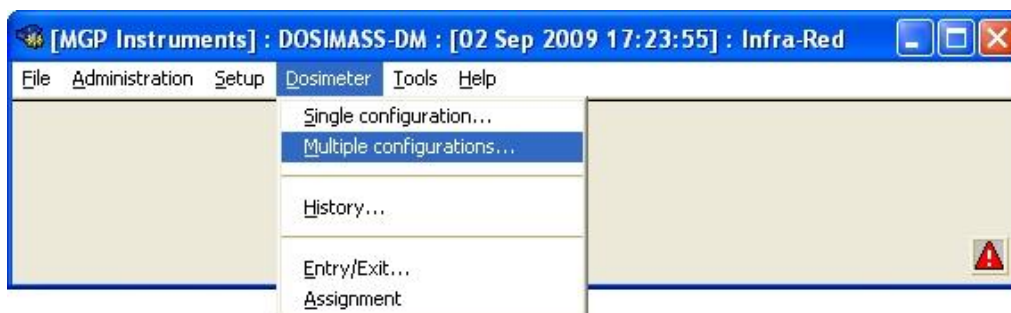 [MGP Instruments] : DOSIMASS-DM : [02 Sep 2009 17:23:55] : Infra-Red
File Administration Setup Dosimeter Tools Help
Single configuration...
Multiple configurations...
History...
Entry/Exit...
Assignment